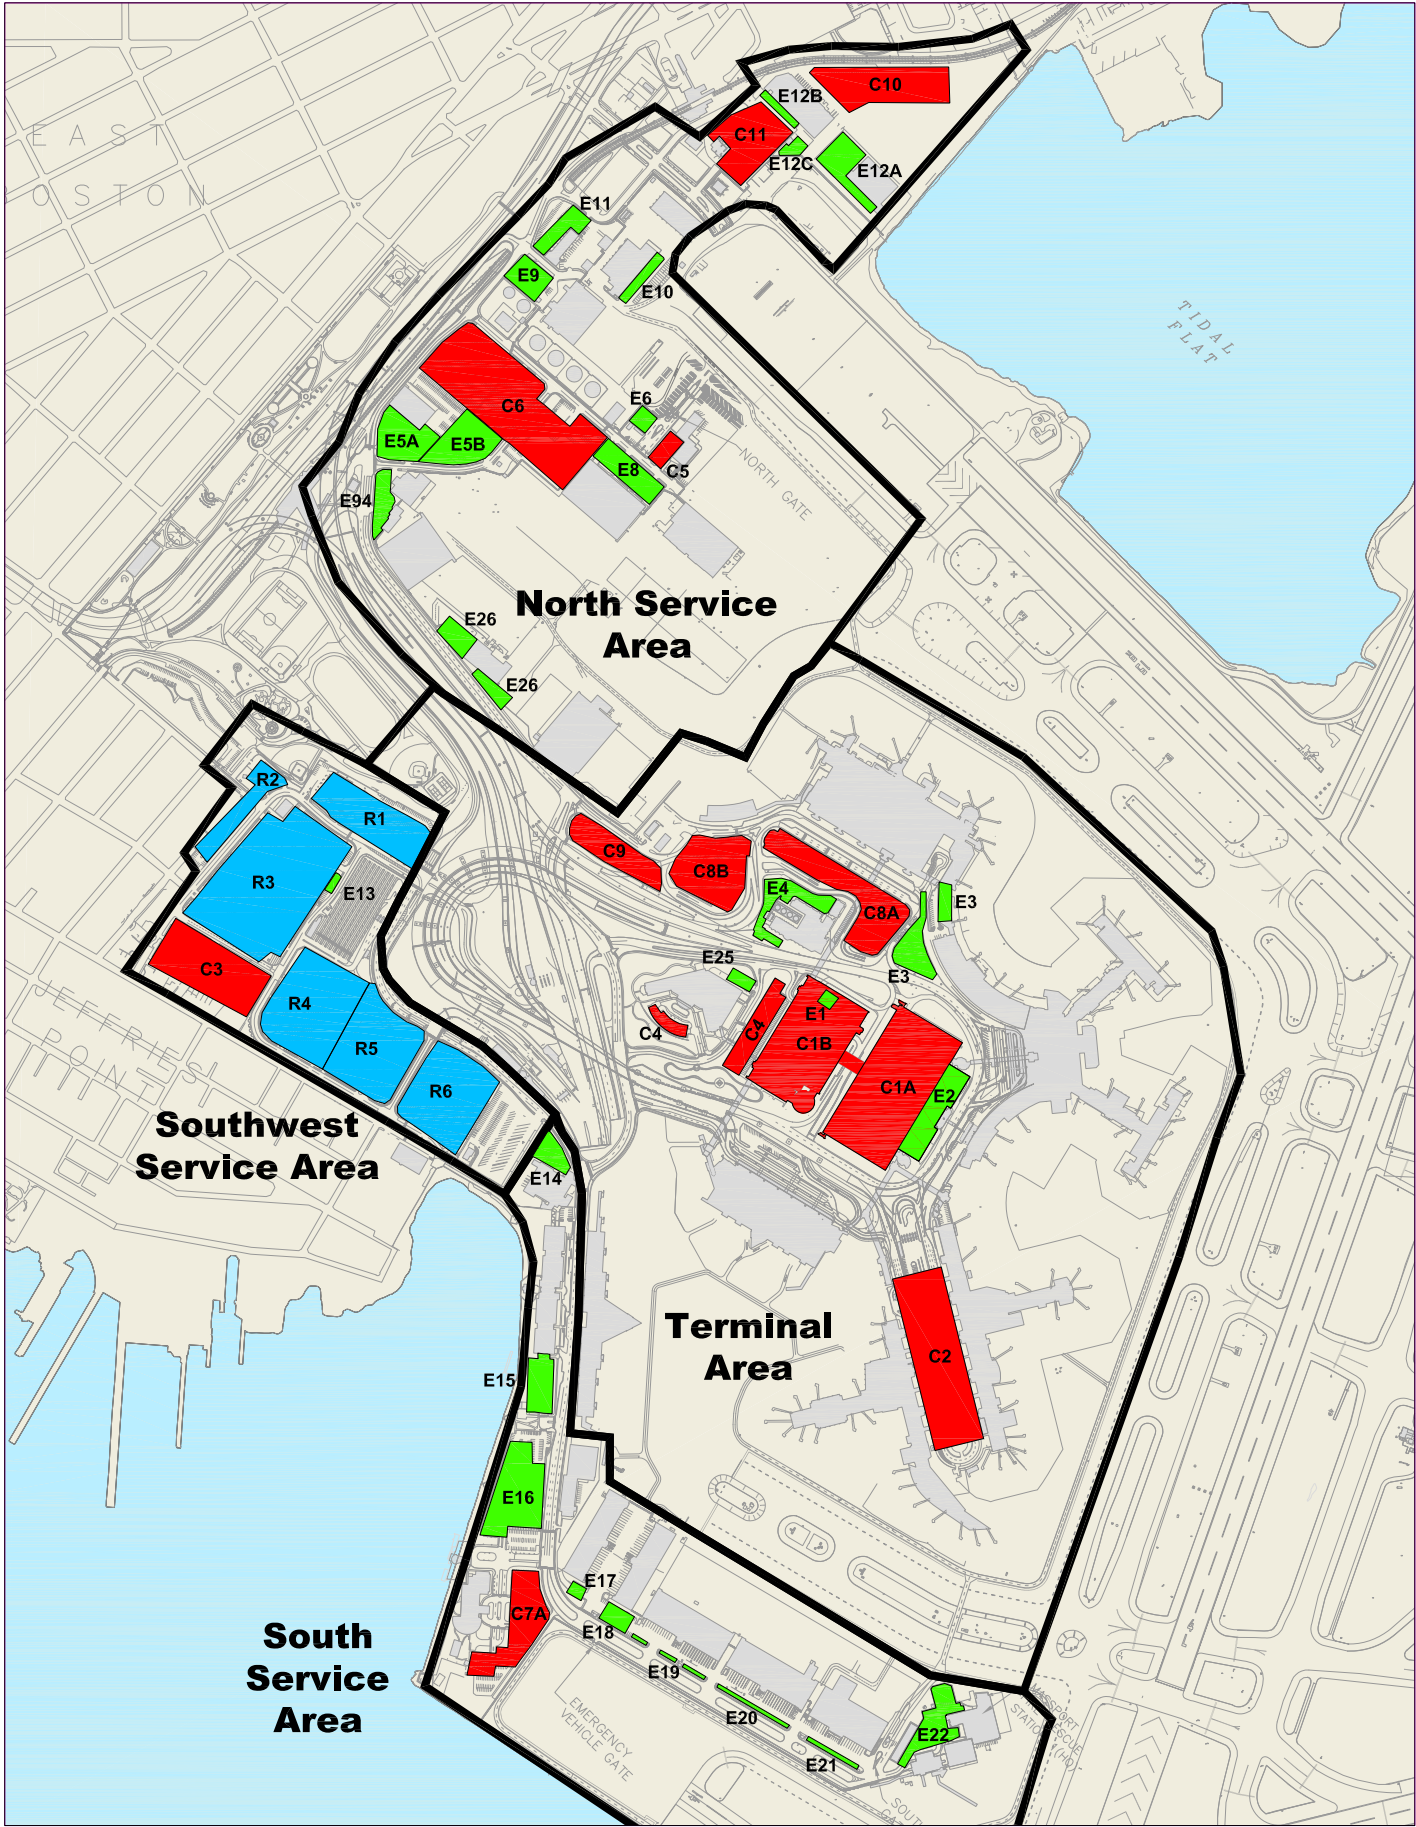 C10
E12B
EAST
C11
E12C
E12A
BOSTON
E11
E9
E10
TIDAL
FLAT
E6
C6
E5A
E5B
C5
E8
NORTH GATE
E94
North Service
Area
E26
E26
R2
R1
C9
C8B
R3
E13
E4
C8A
E3
E3
C3
E25
R4
E1
C4
C4
C1B
R5
JEFFRIES
POINT
C1A
R6
E2
Southwest
Service Area
E14
Terminal
Area
C2
E15
E16
E17
C7A
E18
South
Service
Area
E19
E20
E21
E22
EMERGENCY
VEHICLE GATE